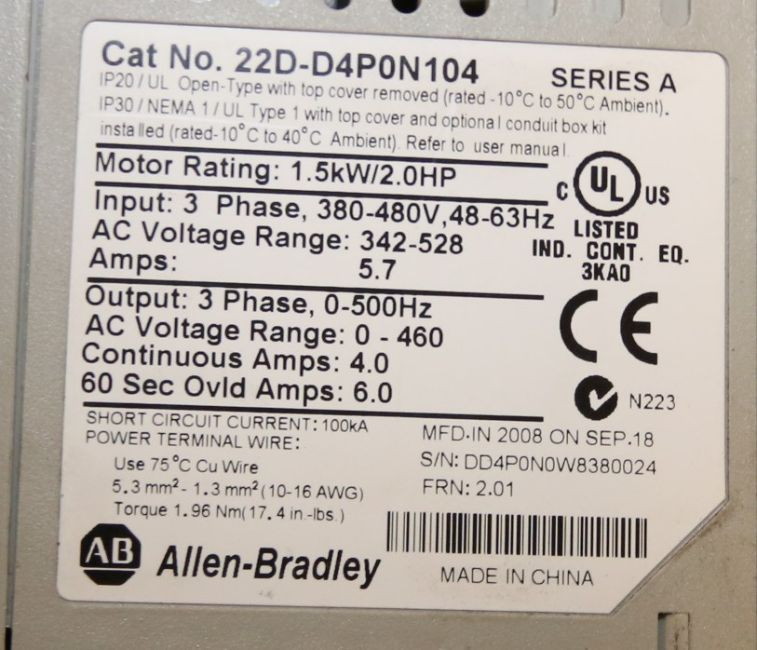 Cat No. 22D-D4P0N104 SERIES A
IP20 / UL Open-Type with top cover removed (rated -10°C to 50°C Ambient).
IP30 / NEMA 1 / UL Type 1 with top cover and optional conduit box kit
installed (rated-10°C to 40°C Ambient). Refer to user manual
Motor Rating: 1.5kW/2.0HP
C UL US
LISTED
IND. CONT. EQ.
3KA0
Input: 3 Phase, 380-480V,48-63Hz
AC Voltage Range: 342-528
Amps: 5.7
Output: 3 Phase, 0-500Hz
AC Voltage Range: 0 - 460
Continuous Amps: 4.0
60 Sec Ovld Amps: 6.0
CE
N223
SHORT CIRCUIT CURRENT: 100kA
POWER TERMINAL WIRE:
Use 75°C Cu Wire
5.3 mm² - 1.3 mm² (10-16 AWG)
Torque 1.96 Nm(17.4 in-lbs.)
MFD.IN 2008 ON SEP.18
S/N: DD4P0N0W8380024
FRN: 2.01
AB Allen-Bradley
MADE IN CHINA